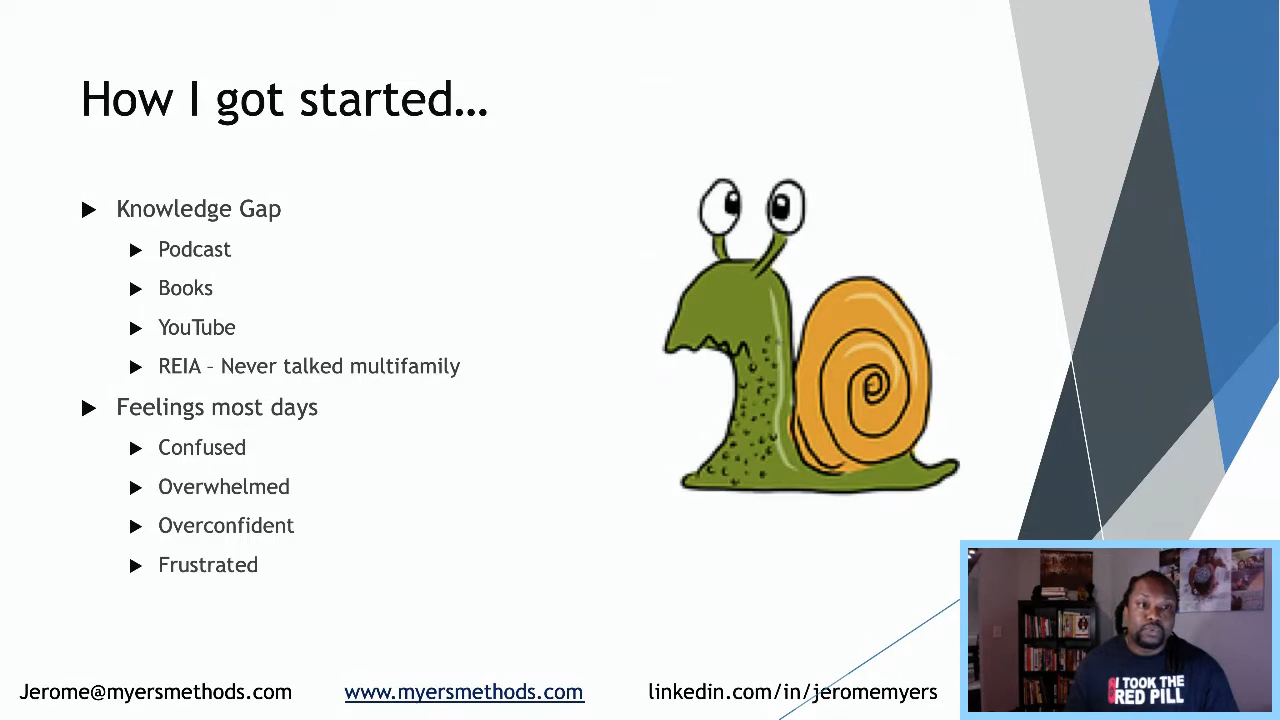 How I got started…
Knowledge Gap
Podcast
Books
YouTube
REIA – Never talked multifamily
Feelings most days
Confused
Overwhelmed
Overconfident
Frustrated
Jerome@myersmethods.com
www.myersmethods.com
linkedin.com/in/jeromemyers
I TOOK THE
RED PILL